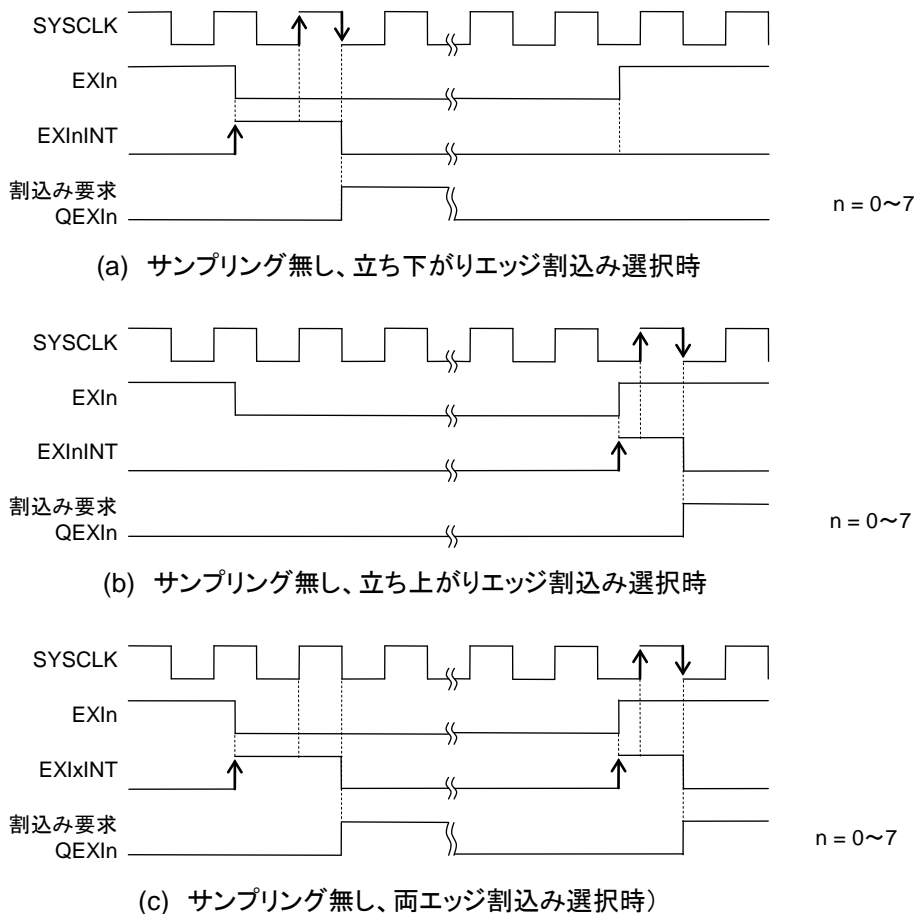 SYSCLK
EXIn
EXInINT
割込み要求
QEXIn
n = 0～7
(a) サンプリング無し、立ち下がりエッジ割込み選択時
SYSCLK
EXIn
EXInINT
割込み要求
QEXIn
n = 0～7
(b) サンプリング無し、立ち上がりエッジ割込み選択時
SYSCLK
EXIn
EXIxINT
割込み要求
QEXIn
n = 0～7
(c) サンプリング無し、両エッジ割込み選択時）